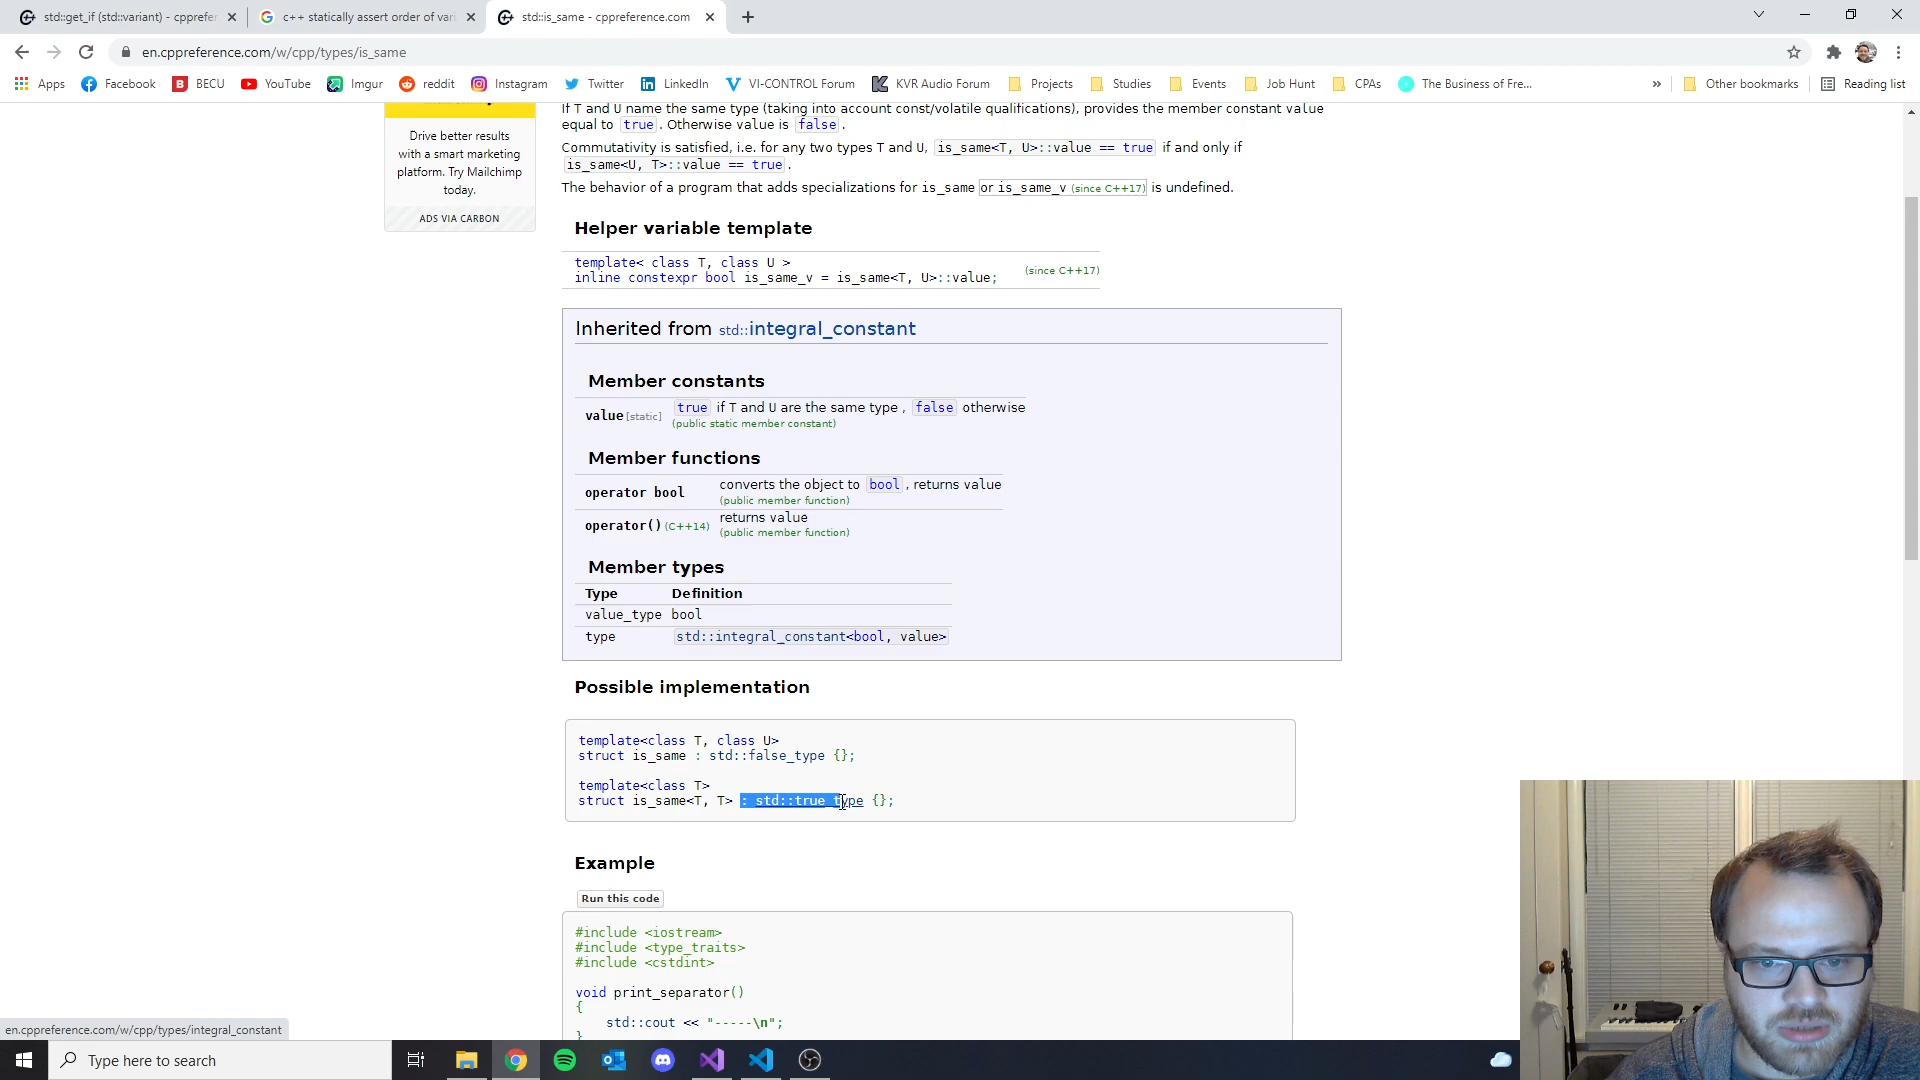 std::get_if (std::variant) - cpprefer
c++ statically assert order of vari
std::is_same - cppreference.com
en.cppreference.com/w/cpp/types/is_same
Apps Facebook BECU YouTube Imgur reddit Instagram Twitter LinkedIn VI-CONTROL Forum KVR Audio Forum Projects Studies Events Job Hunt CPAs The Business of Fre... » Other bookmarks Reading list
Drive better results
with a smart marketing
platform. Try Mailchimp
today.
ADS VIA CARBON
If T and U name the same type (taking into account const/volatile qualifications), provides the member constant value
equal to true. Otherwise value is false.
Commutativity is satisfied, i.e. for any two types T and U, is_same<T, U>::value == true if and only if
is_same<U, T>::value == true.
The behavior of a program that adds specializations for is_same or is_same_v (since C++17) is undefined.
Helper variable template
template< class T, class U >
inline constexpr bool is_same_v = is_same<T, U>::value;
(since C++17)
Inherited from std::integral_constant
Member constants
value [static] true if T and U are the same type , false otherwise
(public static member constant)
Member functions
operator bool converts the object to bool, returns value
(public member function)
operator() (C++14) returns value
(public member function)
Member types
Type Definition
value_type bool
type std::integral_constant<bool, value>
Possible implementation
template<class T, class U>
struct is_same : std::false_type {};
template<class T>
struct is_same<T, T> : std::true_type {};
Example
Run this code
#include <iostream>
#include <type_traits>
#include <cstdint>
void print_separator()
{
std::cout << "-----\n";
}
en.cppreference.com/w/cpp/types/integral_constant
Type here to search